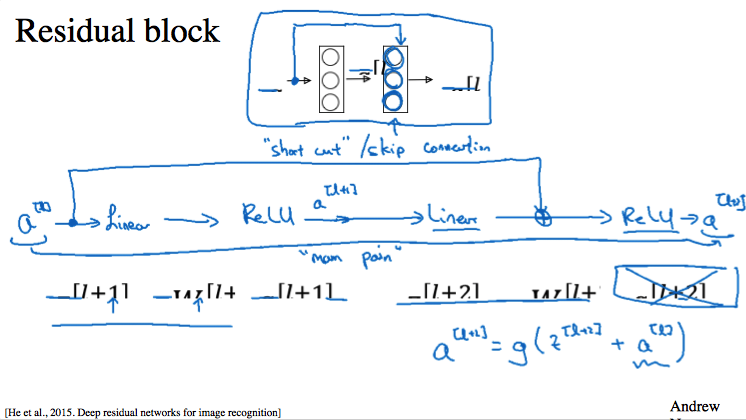 Residual block
"short cut" / skip connection
a[l] → Linear → ReLU a[l+1] → Linear → ⊕ → ReLU → a[l+2]
"main path"
[l+1] [l+ [l+1] [l+2] [l+ [l+2]
a[l+2] = g(z[l+2] + a[l])
[He et al., 2015. Deep residual networks for image recognition]
Andrew